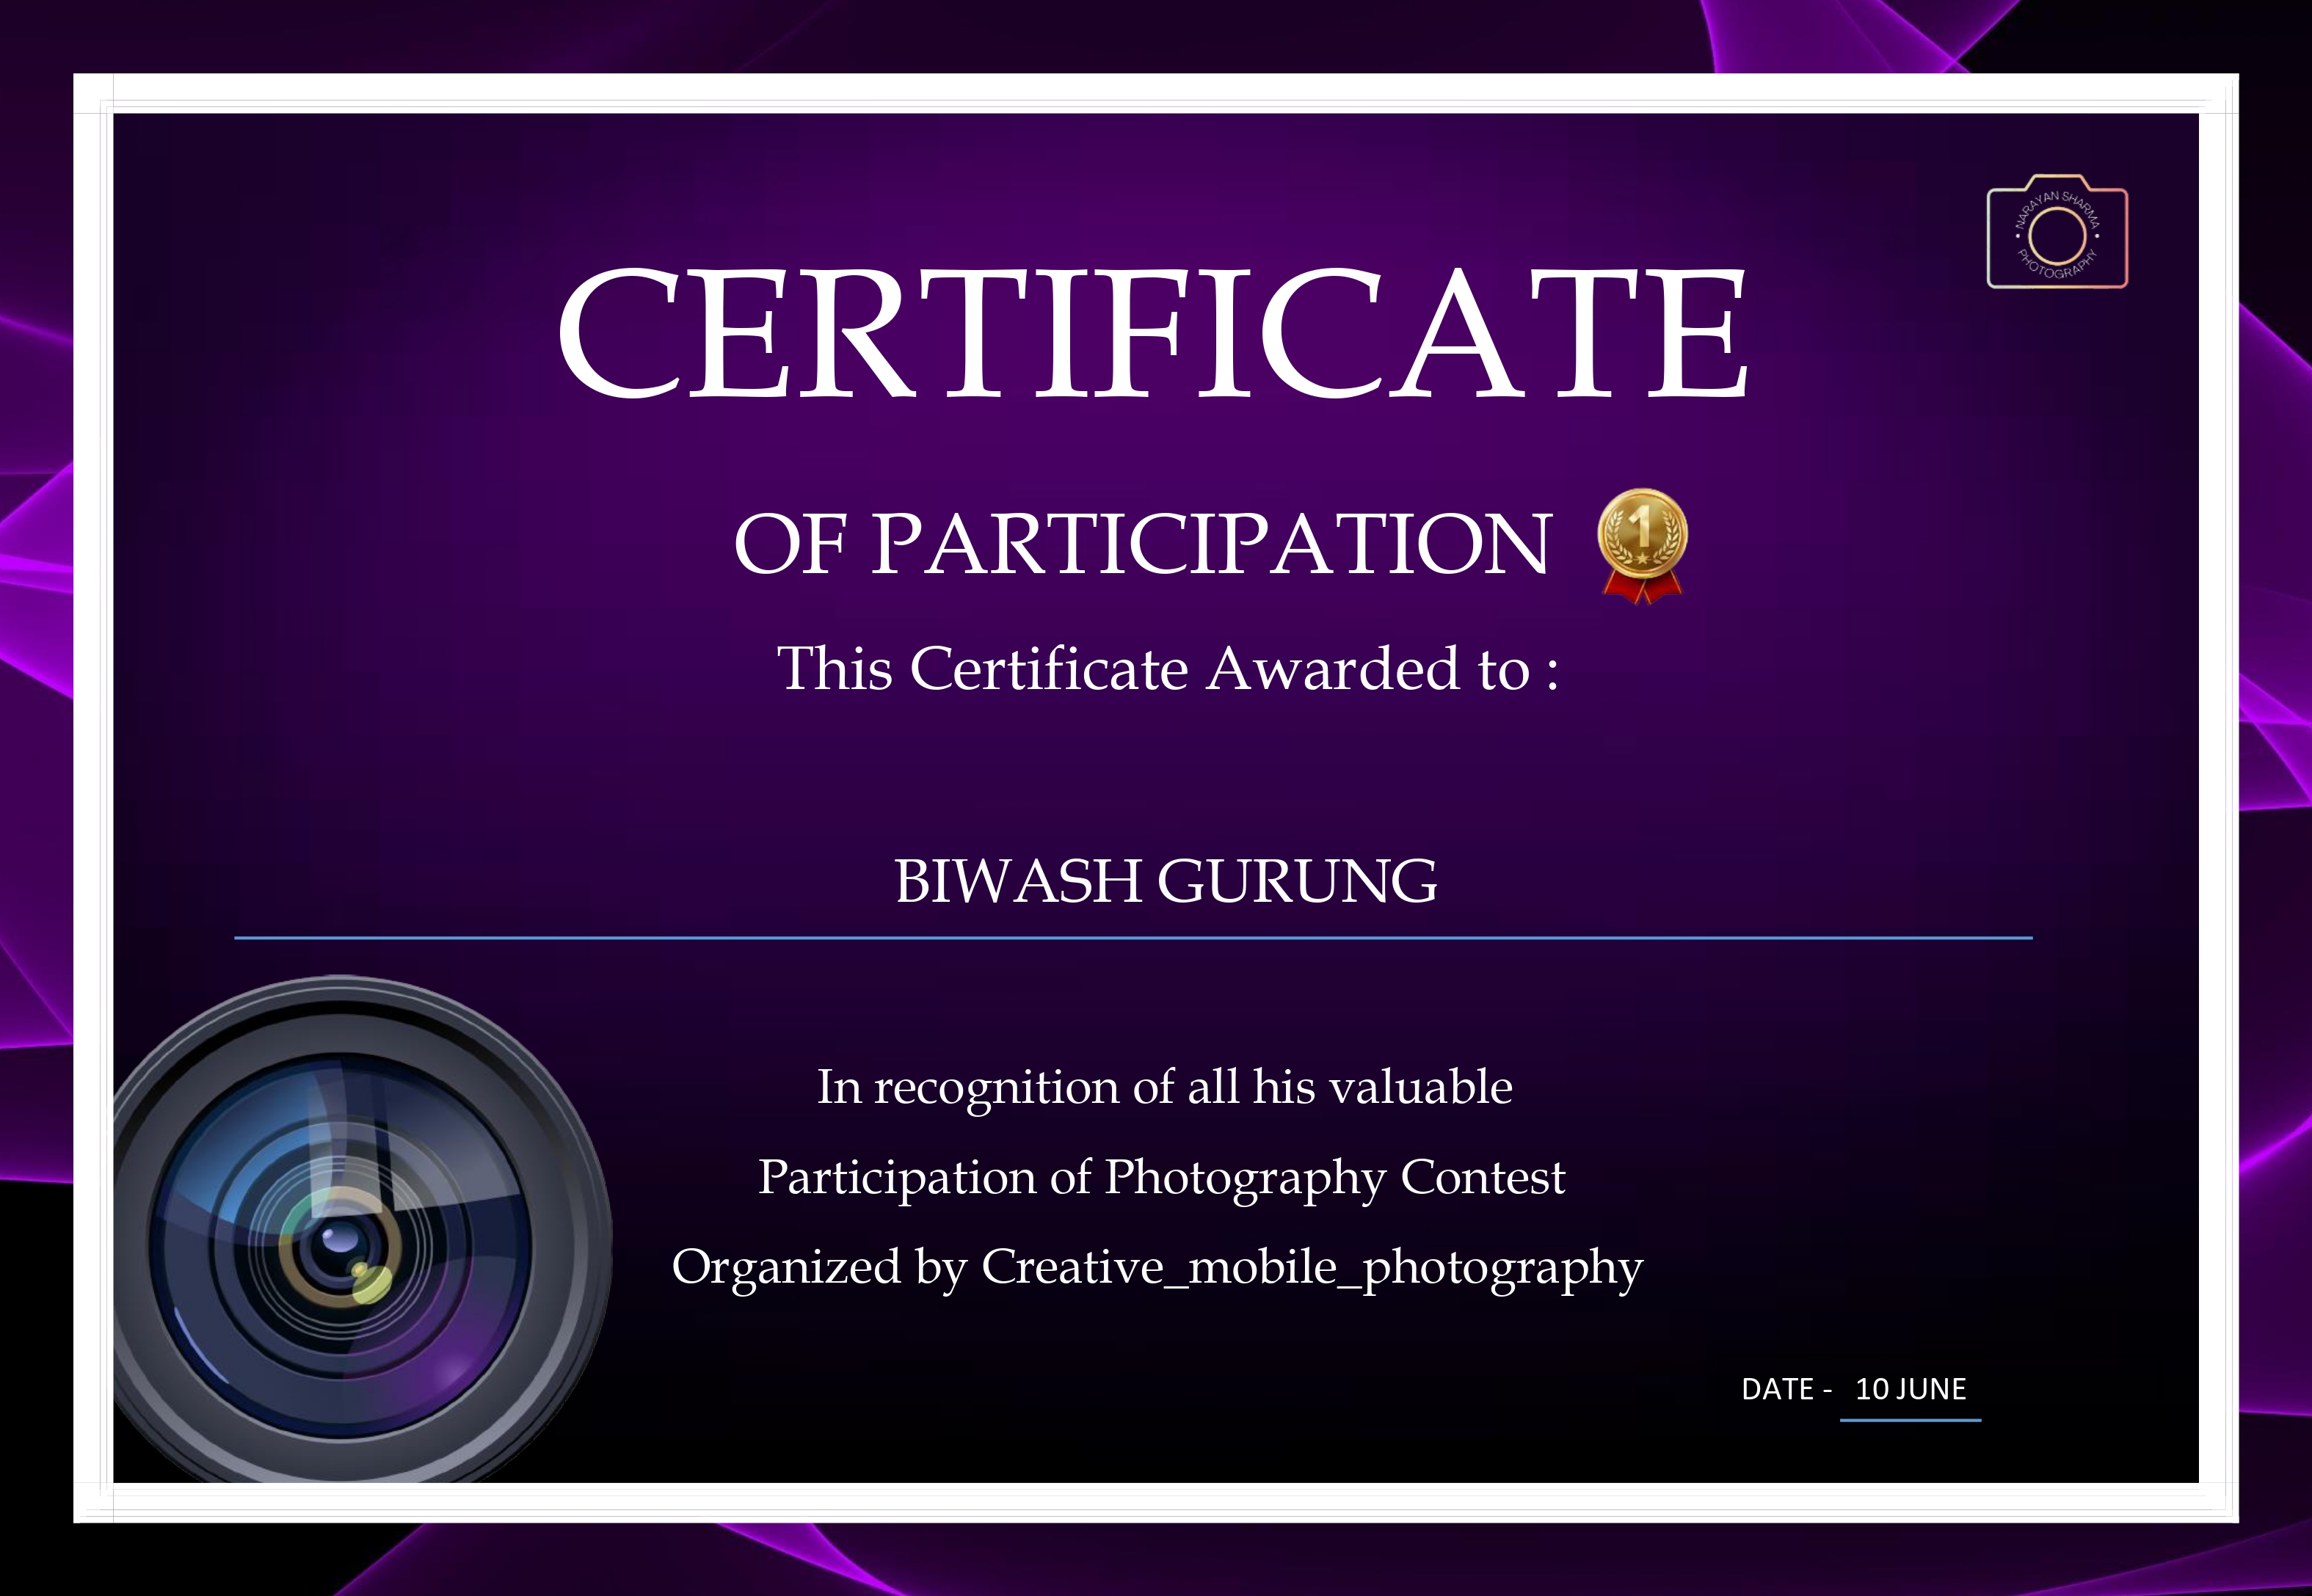 NARAYAN SHARMA
PHOTOGRAPHY
CERTIFICATE
OF PARTICIPATION
1
This Certificate Awarded to :
BIWASH GURUNG
In recognition of all his valuable
Participation of Photography Contest
Organized by Creative_mobile_photography
DATE - 10 JUNE